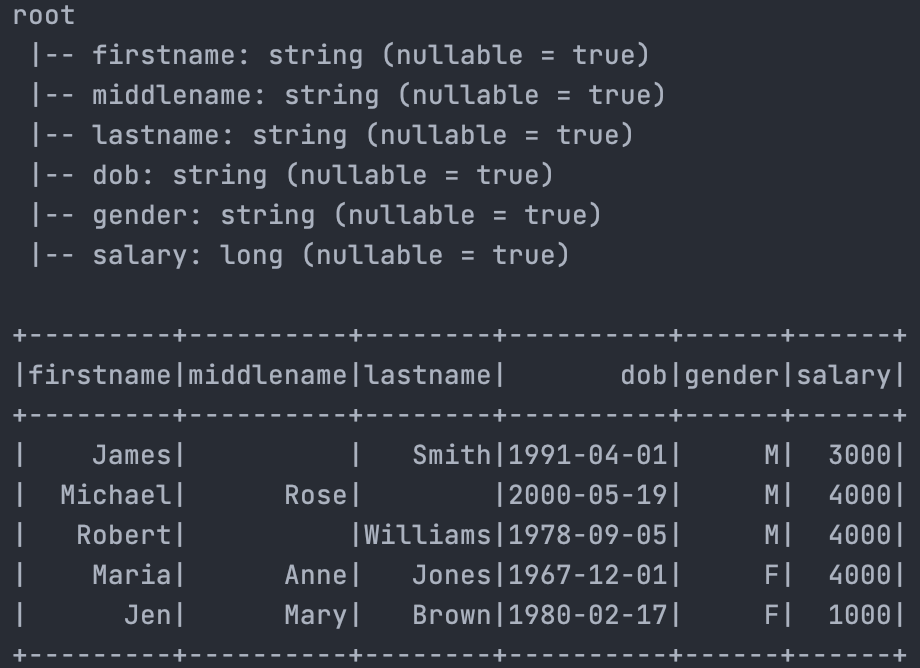 root
 |-- firstname: string (nullable = true)
 |-- middlename: string (nullable = true)
 |-- lastname: string (nullable = true)
 |-- dob: string (nullable = true)
 |-- gender: string (nullable = true)
 |-- salary: long (nullable = true)

+---------+----------+--------+----------+------+------+
|firstname|middlename|lastname|       dob|gender|salary|
+---------+----------+--------+----------+------+------+
|    James|          |   Smith|1991-04-01|     M|  3000|
|  Michael|      Rose|        |2000-05-19|     M|  4000|
|   Robert|          |Williams|1978-09-05|     M|  4000|
|    Maria|      Anne|   Jones|1967-12-01|     F|  4000|
|      Jen|      Mary|   Brown|1980-02-17|     F|  1000|
+---------+----------+--------+----------+------+------+